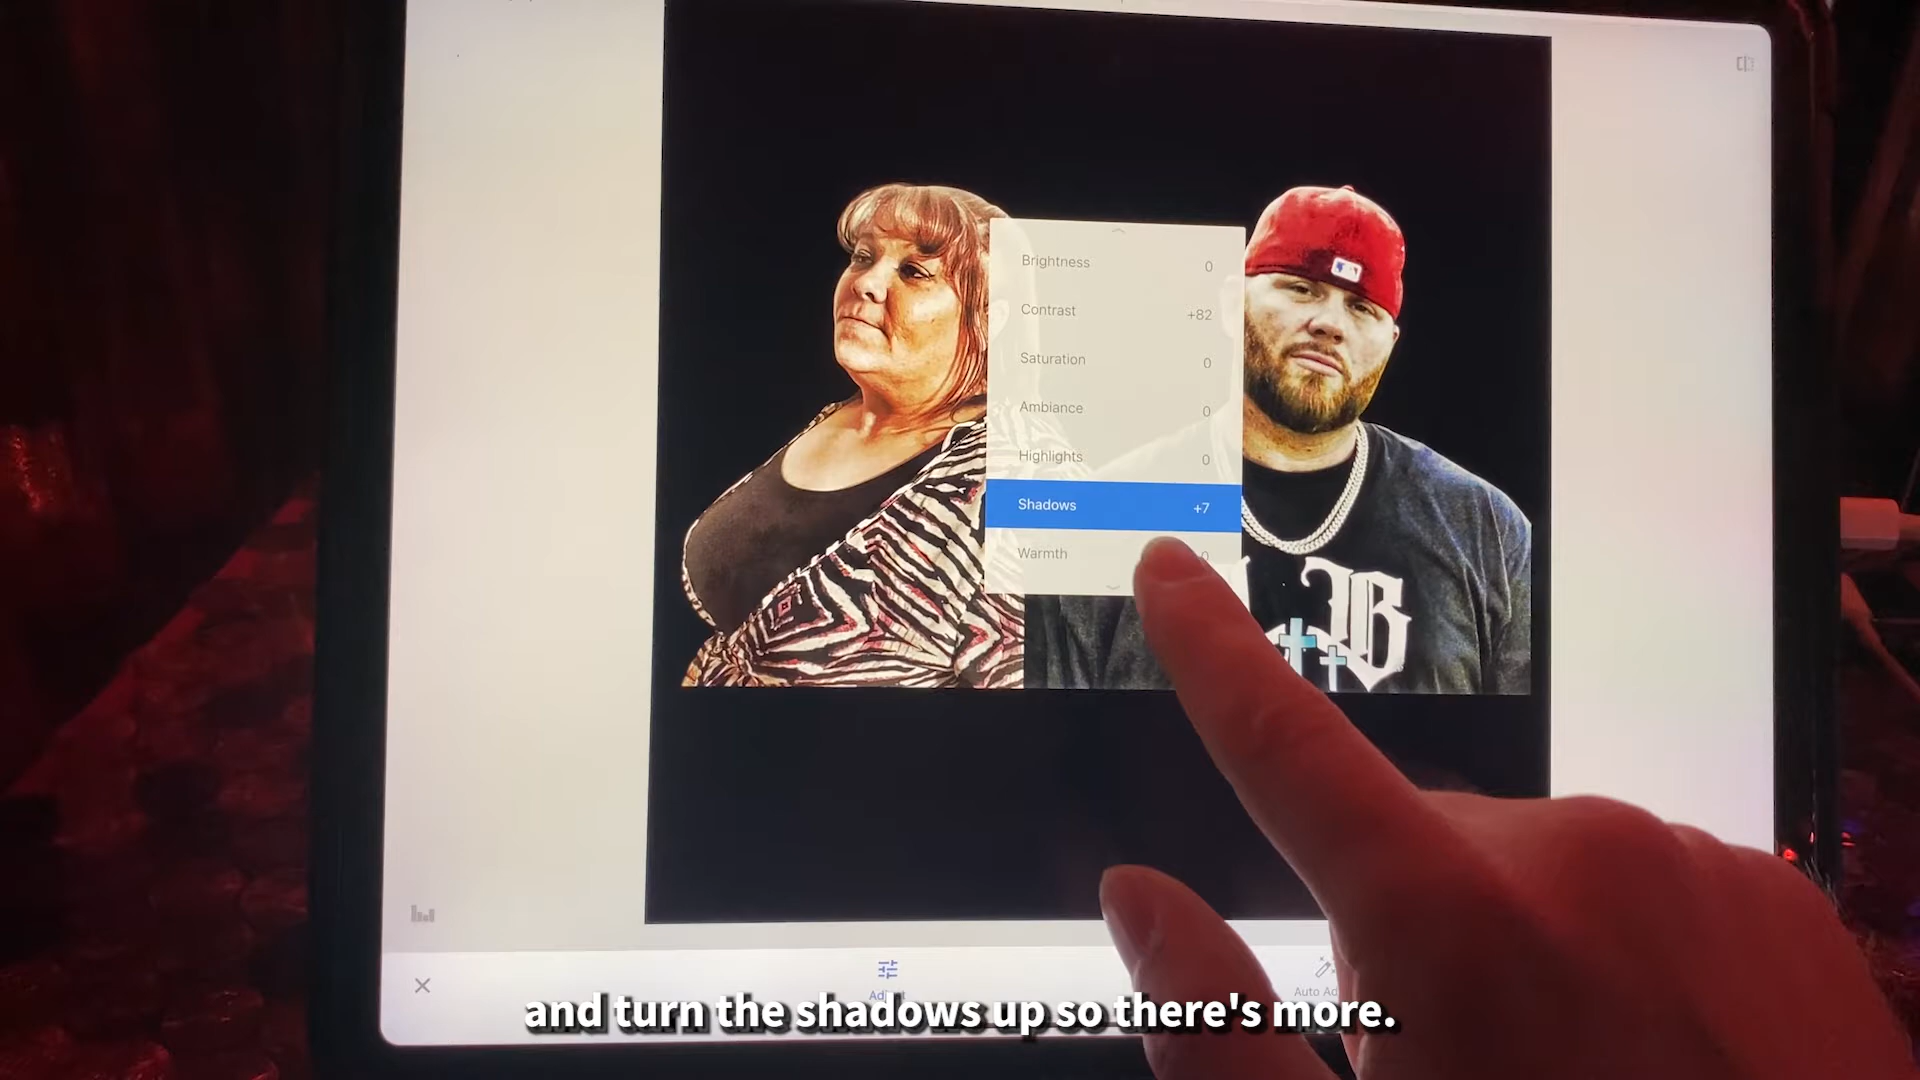 Brightness 0
Contrast +82
Saturation 0
Ambiance 0
Highlights 0
Shadows +7
Warmth 0
B
and turn the shadows up so there's more.